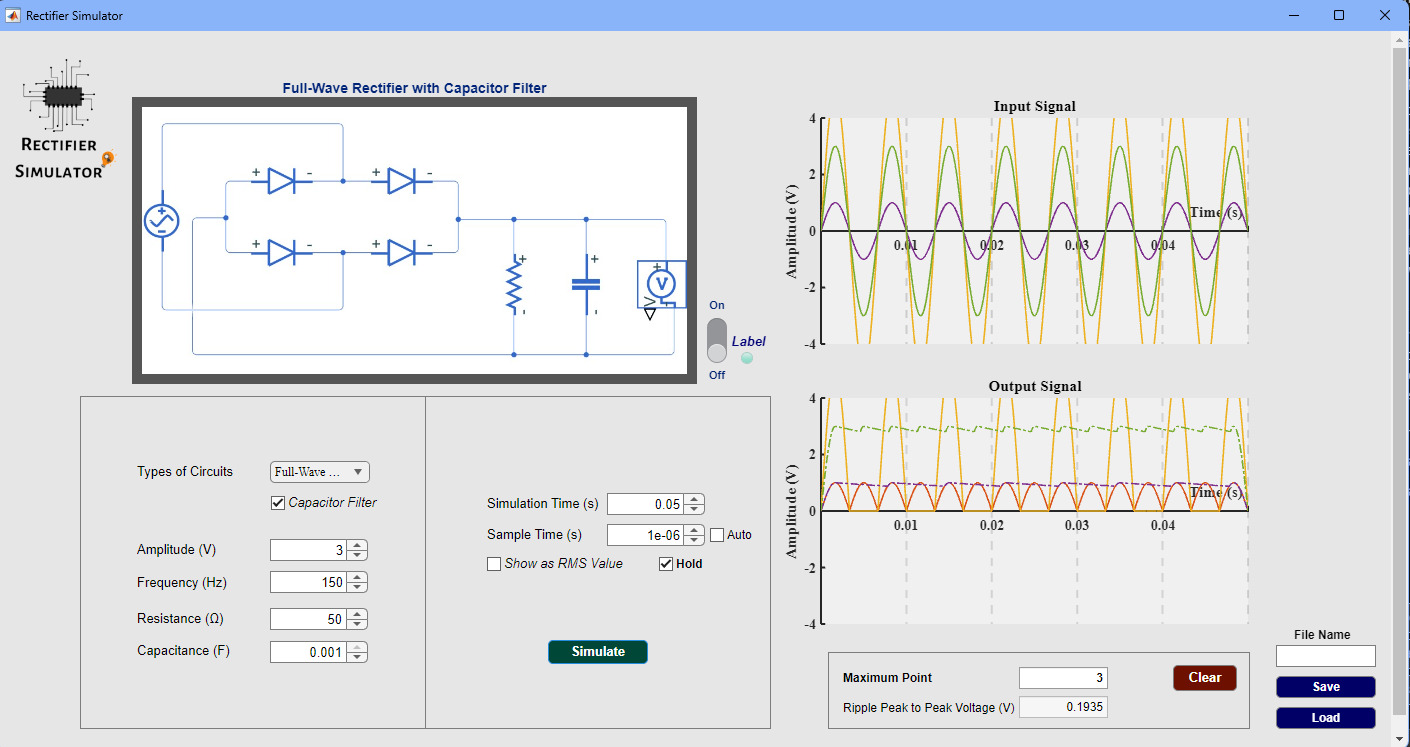 Rectifier Simulator
RECTIFIER
SIMULATOR
Full-Wave Rectifier with Capacitor Filter
+ - + -
+ - + -
+ +
+
V
V
- -
On
Label
Off
Input Signal
Amplitude (V)
4
2
0
-2
-4
Time (s)
0.01 0.02 0.03 0.04
Output Signal
Amplitude (V)
4
2
0
-2
-4
Time (s)
0.01 0.02 0.03 0.04
Types of Circuits Full-Wave ...
Capacitor Filter
Amplitude (V) 3
Frequency (Hz) 150
Resistance (Ω) 50
Capacitance (F) 0.001
Simulation Time (s) 0.05
Sample Time (s) 1e-06 Auto
Show as RMS Value Hold
Simulate
Maximum Point 3 Clear
Ripple Peak to Peak Voltage (V) 0.1935
File Name
Save
Load